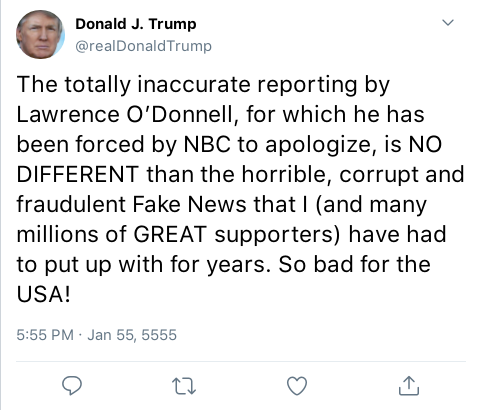 Donald J. Trump
@realDonaldTrump
The totally inaccurate reporting by
Lawrence O’Donnell, for which he has
been forced by NBC to apologize, is NO
DIFFERENT than the horrible, corrupt and
fraudulent Fake News that I (and many
millions of GREAT supporters) have had
to put up with for years. So bad for the
USA!
5:55 PM · Jan 55, 5555